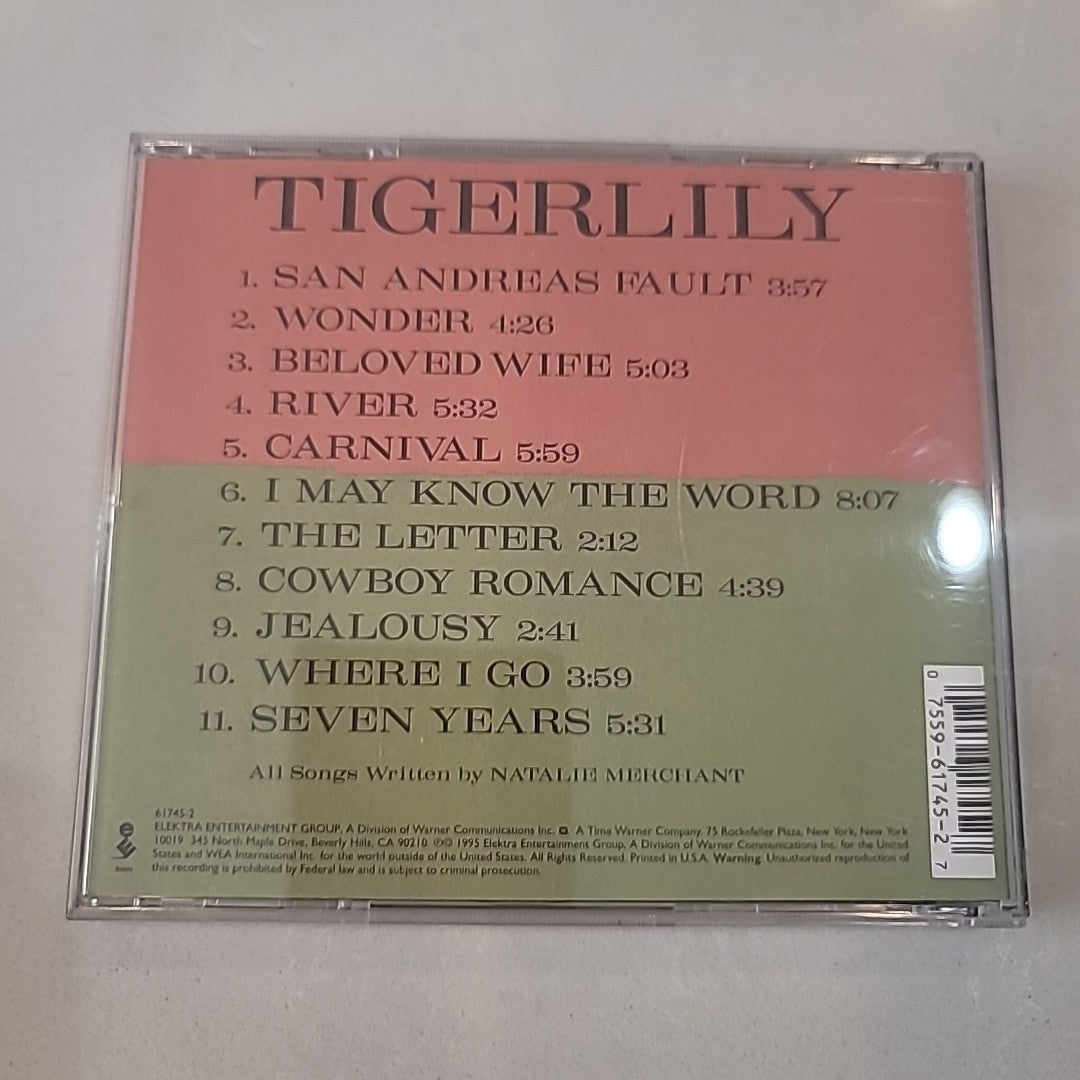 TIGERLILY
1. SAN ANDREAS FAULT 3:57
2. WONDER 4:26
3. BELOVED WIFE 5:03
4. RIVER 5:32
5. CARNIVAL 5:59
6. I MAY KNOW THE WORD 8:07
7. THE LETTER 2:12
8. COWBOY ROMANCE 4:39
9. JEALOUSY 2:41
10. WHERE I GO 3:59
11. SEVEN YEARS 5:31
All Songs Written by NATALIE MERCHANT
61745-2
ELEKTRA ENTERTAINMENT GROUP, A Division of Warner Communications Inc. A Time Warner Company. 75 Rockefeller Plaza, New York, New York
10019 345 North Maple Drive, Beverly Hills, CA 90210 ℗© 1995 Elektra Entertainment Group, A Division of Warner Communications Inc. for the United
States and WEA International Inc. for the world outside of the United States. All Rights Reserved. Printed in U.S.A. Warning: Unauthorized reproduction of
this recording is prohibited by Federal law and is subject to criminal prosecution.
0 7559-61745-2 7